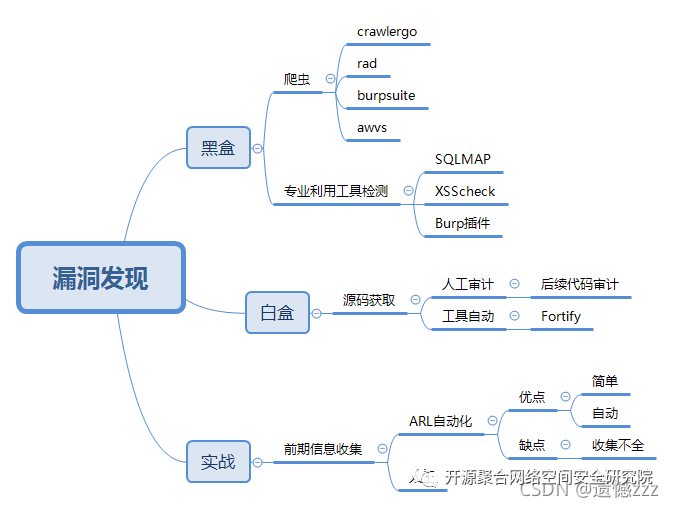 漏洞发现
黑盒
爬虫
crawlergo
rad
burpsuite
awvs
专业利用工具检测
SQLMAP
XSScheck
Burp插件
白盒
源码获取
人工审计
后续代码审计
工具自动
Fortify
实战
前期信息收集
ARL自动化
优点
简单
自动
缺点
收集不全
开源聚合网络空间安全研究院
CSDN @遗憾zzz